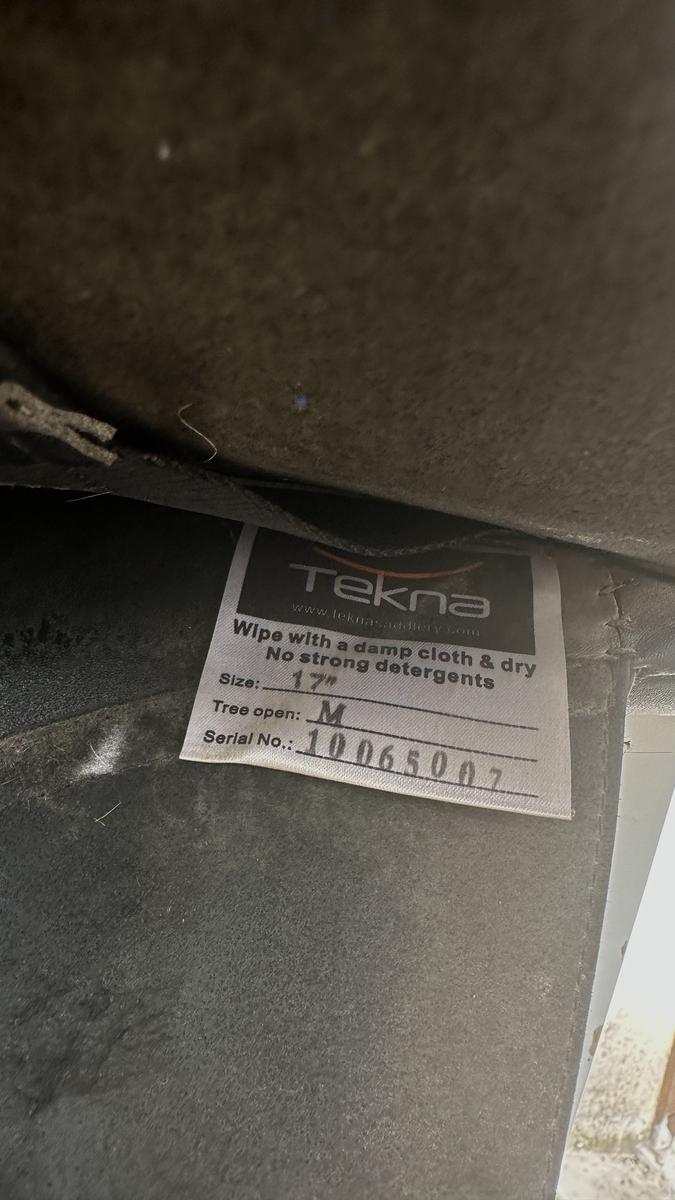 Tekna
www.teknasaddlery.com
Wipe with a damp cloth & dry
No strong detergents
Size: 17"
Tree open: M
Serial No.: 10065007